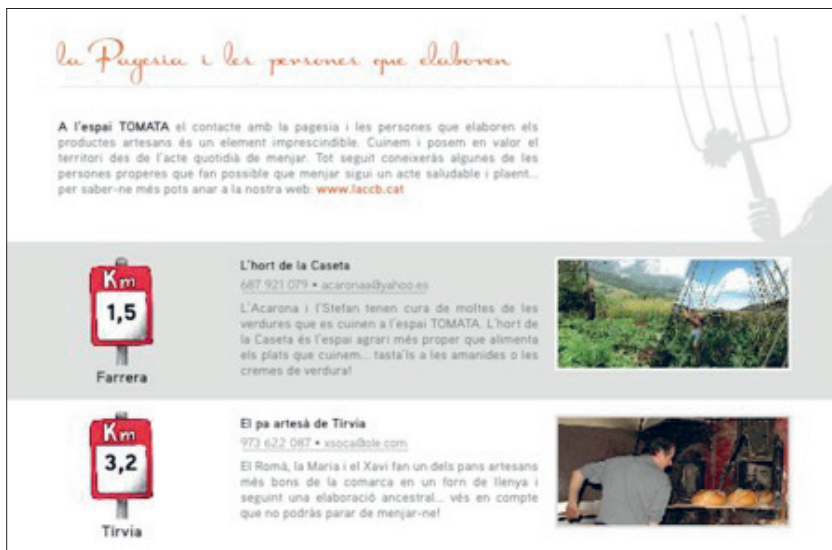 la Pagesia i les persones que elaboren
A l'espai TOMATA el contacte amb la pagesia i les persones que elaboren els
productes artesans és un element imprescindible. Cuinem i posem en valor el
territori des de l'acte quotidià de menjar. Tot seguit coneixeràs algunes de les
persones properes que fan possible que menjar sigui un acte saludable i plaent...
per saber-ne més pots anar a la nostra web: www.laccb.cat
Km
1,5
Farrera
L'hort de la Caseta
687 921 079 • acaronaa@yahoo.es
L'Acarona i l'Stefan tenen cura de moltes de les
verdures que es cuinen a l'espai TOMATA. L'hort de
la Caseta és l'espai agrari més proper que alimenta
els plats que cuinem... tasta'ls a les amanides o les
cremes de verdura!
Km
3,2
Tírvia
El pa artesà de Tírvia
973 622 087 • xsoca@ole.com
El Romà, la Maria i el Xavi fan un dels pans artesans
més bons de la comarca en un forn de llenya i
seguint una elaboració ancestral... vés en compte
que no podràs parar de menjar-ne!